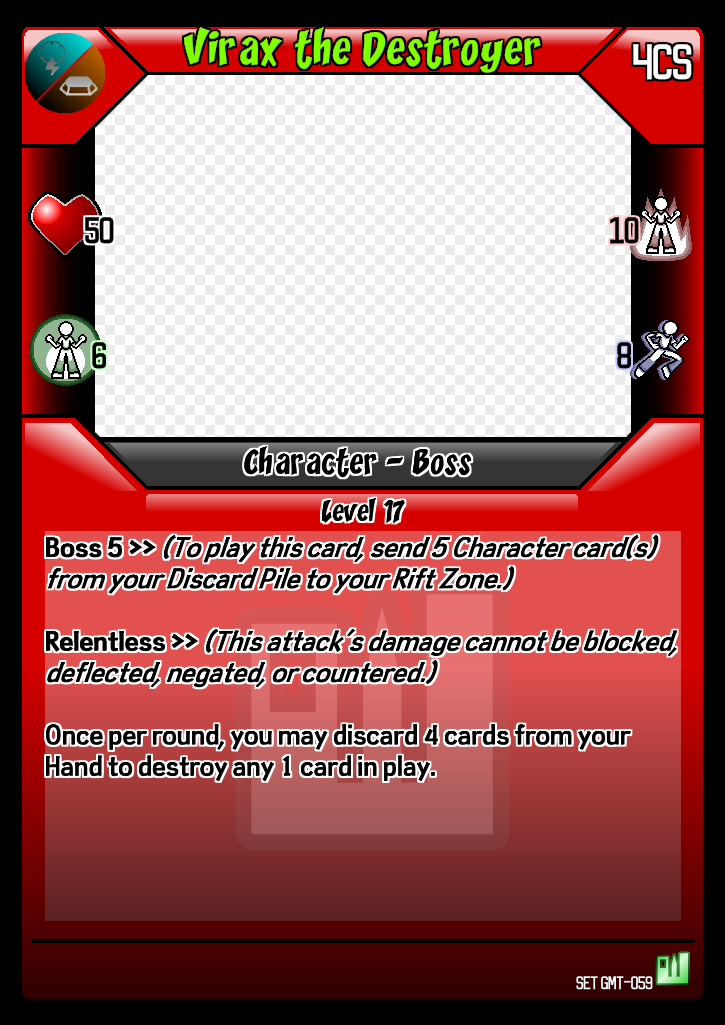 Virax the Destroyer
4CS
50
10
6
8
Character - Boss
Level 17
Boss 5 >> (To play this card, send 5 Character card(s)
from your Discard Pile to your Rift Zone.)
Relentless >> (This attack's damage cannot be blocked,
deflected, negated, or countered.)
Once per round, you may discard 4 cards from your
Hand to destroy any 1 card in play.
SET GMT-059